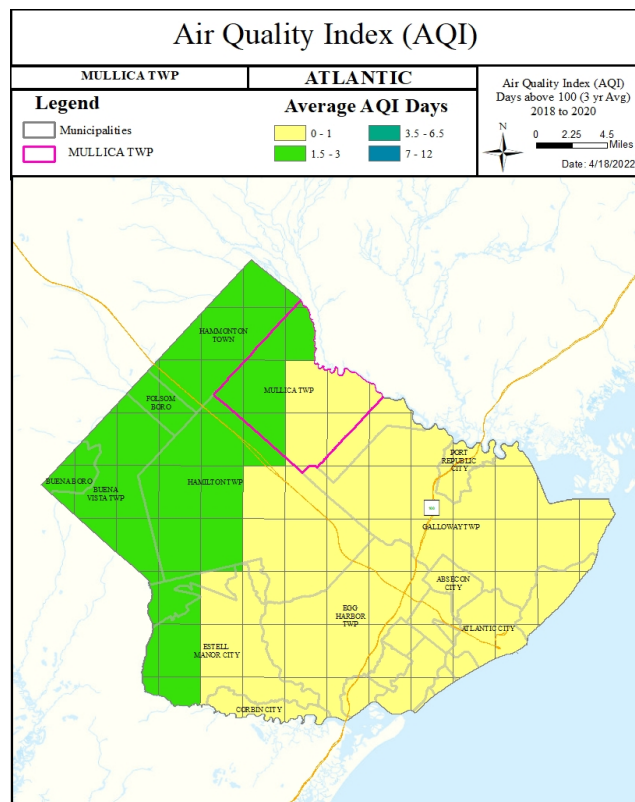 Air Quality Index (AQI)
MULLICA TWP
ATLANTIC
Legend
Municipalities
MULLICA TWP
Average AQI Days
0 - 1
3.5 - 6.5
1.5 - 3
7 - 12
Air Quality Index (AQI)
Days above 100 (3 yr Avg)
2018 to 2020
N
0 2.25 4.5
Miles
Date: 4/18/2022
HAMMONTON
TOWN
MULLICA TWP
FOLSOM
BORO
PORT
REPUBLIC
CITY
BUENA BORO
BUENA
VISTA TWP
HAMILTON TWP
GALLOWAY TWP
ABSECON
CITY
EGG
HARBOR
TWP
ATLANTIC CITY
ESTELL
MANOR CITY
CORBIN CITY